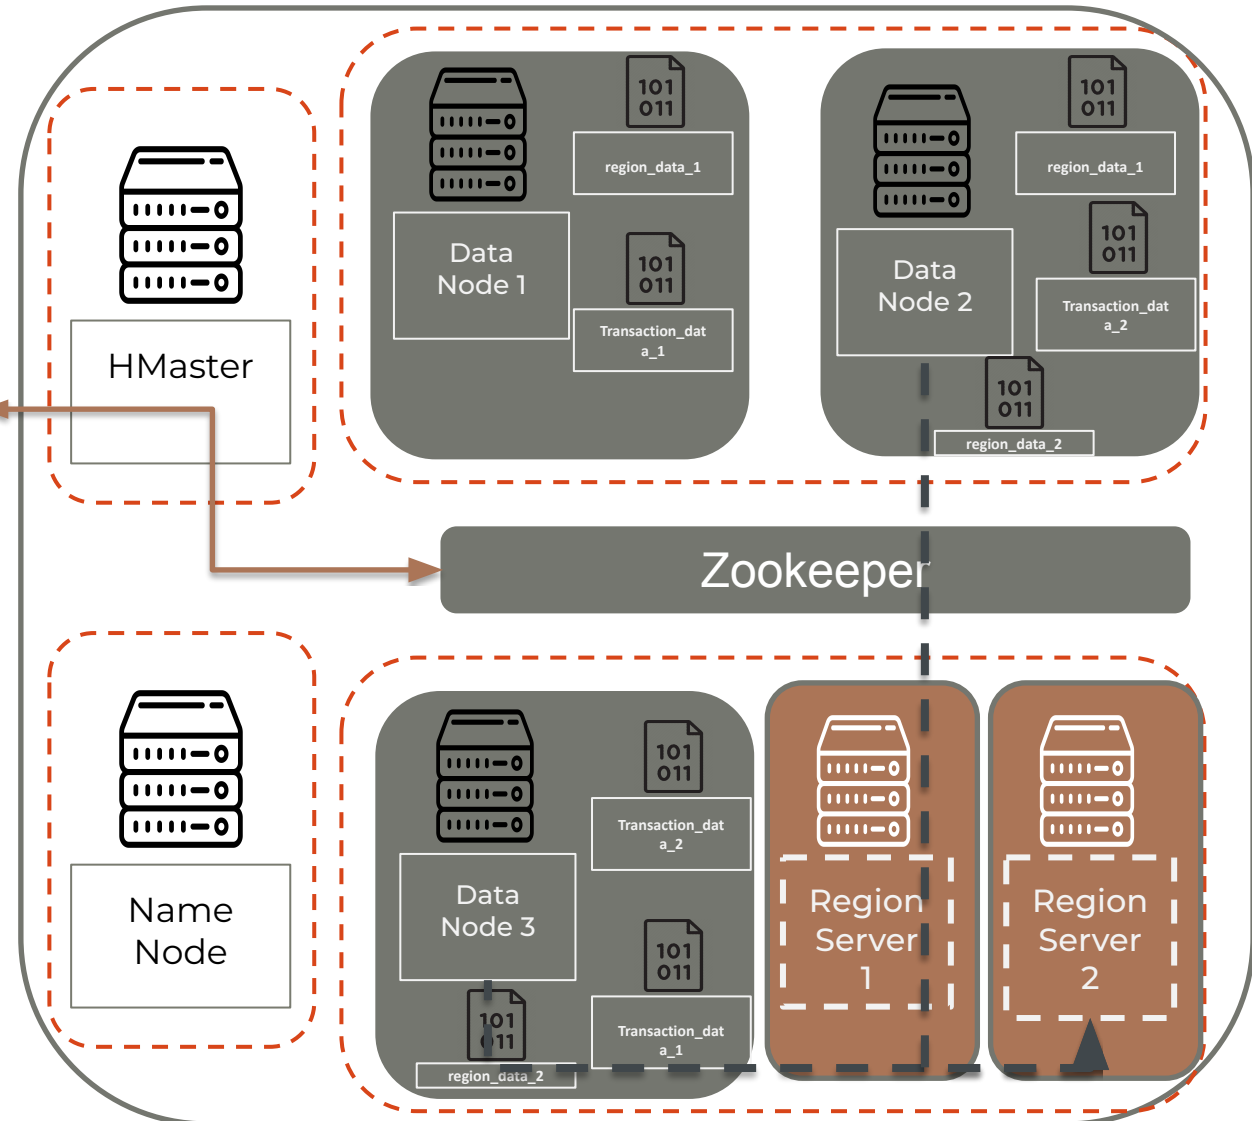 101
011
region_data_1
Data
Node 1
101
011
Transaction_dat
a_1
101
011
region_data_1
Data
Node 2
101
011
Transaction_dat
a_2
101
011
region_data_2
HMaster
Zookeeper
Name
Node
101
011
Transaction_dat
a_2
Data
Node 3
101
011
Transaction_dat
a_1
101
011
region_data_2
Region
Server
1
Region
Server
2